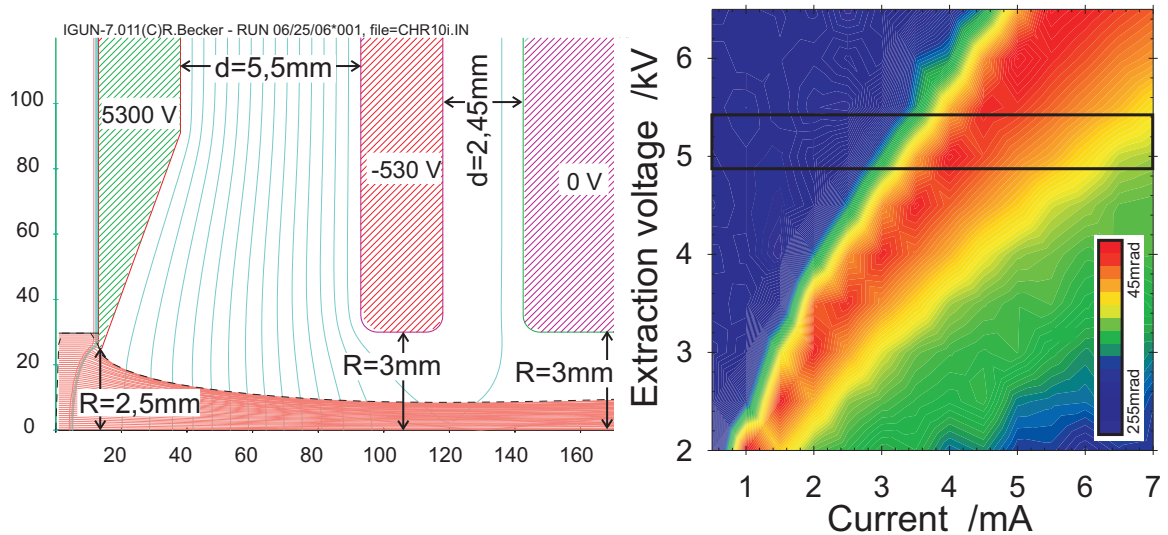 IGUN-7.011(C)R.Becker - RUN 06/25/06*001, file=CHR10i.IN
d=5,5mm
5300 V
-530 V
d=2,45mm
0 V
R=3mm
R=3mm
R=2,5mm
100
80
60
40
20
0
20 40 60 80 100 120 140 160
Extraction voltage /kV
6
5
4
3
2
45mrad
255mrad
1 2 3 4 5 6 7
Current /mA